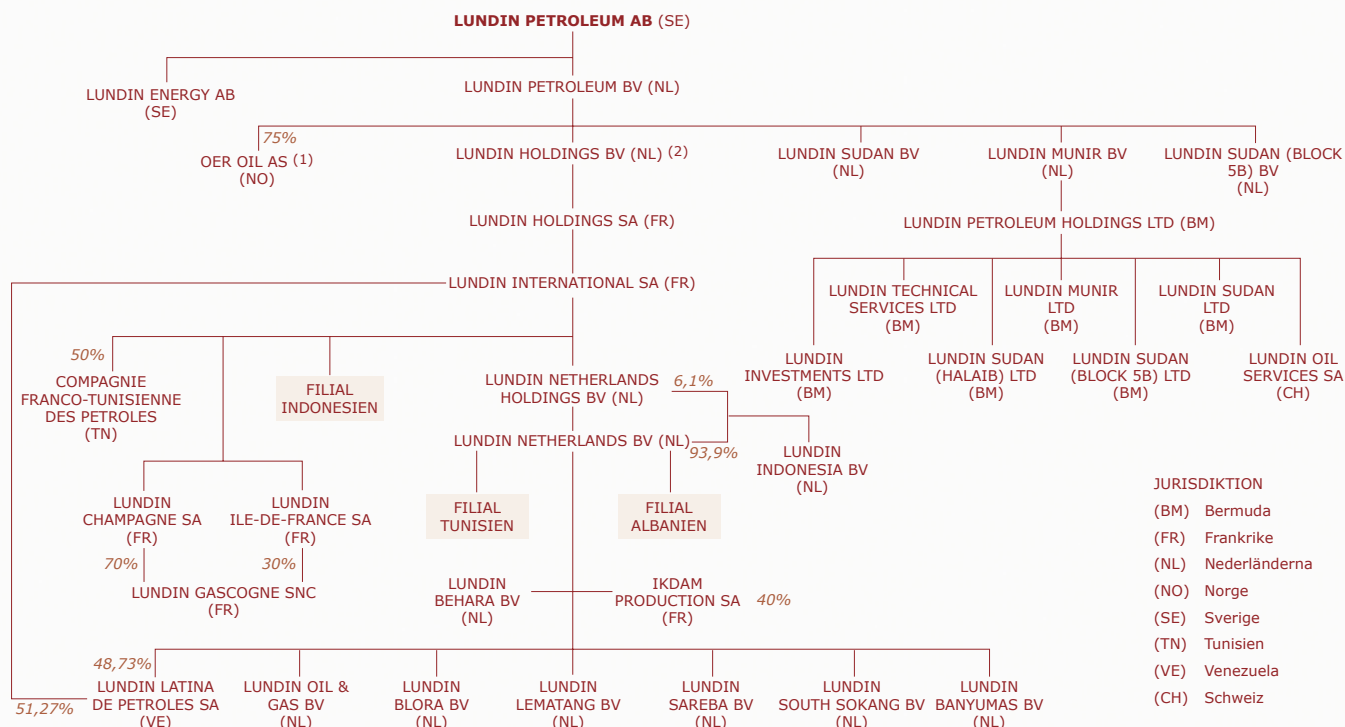 LUNDIN PETROLEUM AB (SE)
LUNDIN ENERGY AB
(SE)
LUNDIN PETROLEUM BV (NL)
75%
OER OIL AS (1)
(NO)
LUNDIN HOLDINGS BV (NL) (2)
LUNDIN SUDAN BV
(NL)
LUNDIN MUNIR BV
(NL)
LUNDIN SUDAN (BLOCK
5B) BV
(NL)
LUNDIN HOLDINGS SA (FR)
LUNDIN PETROLEUM HOLDINGS LTD (BM)
LUNDIN INTERNATIONAL SA (FR)
LUNDIN TECHNICAL
SERVICES LTD
(BM)
LUNDIN MUNIR
LTD
(BM)
LUNDIN SUDAN
LTD
(BM)
LUNDIN
INVESTMENTS LTD
(BM)
LUNDIN SUDAN
(HALAIB) LTD
(BM)
LUNDIN SUDAN
(BLOCK 5B) LTD
(BM)
LUNDIN OIL
SERVICES SA
(CH)
50%
COMPAGNIE
FRANCO-TUNISIENNE
DES PETROLES
(TN)
FILIAL
INDONESIEN
LUNDIN NETHERLANDS
HOLDINGS BV (NL)
6,1%
LUNDIN NETHERLANDS BV (NL)
93,9%
LUNDIN
INDONESIA BV
(NL)
LUNDIN
CHAMPAGNE SA
(FR)
LUNDIN
ILE-DE-FRANCE SA
(FR)
FILIAL
TUNISIEN
FILIAL
ALBANIEN
70%
30%
LUNDIN GASCOGNE SNC
(FR)
LUNDIN
BEHARA BV
(NL)
IKDAM
PRODUCTION SA
(FR)
40%
48,73%
51,27%
LUNDIN LATINA
DE PETROLES SA
(VE)
LUNDIN OIL &
GAS BV
(NL)
LUNDIN
BLORA BV
(NL)
LUNDIN
LEMATANG BV
(NL)
LUNDIN
SAREBA BV
(NL)
LUNDIN
SOUTH SOKANG BV
(NL)
LUNDIN
BANYUMAS BV
(NL)
JURISDIKTION
(BM) Bermuda
(FR) Frankrike
(NL) Nederländerna
(NO) Norge
(SE) Sverige
(TN) Tunisien
(VE) Venezuela
(CH) Schweiz